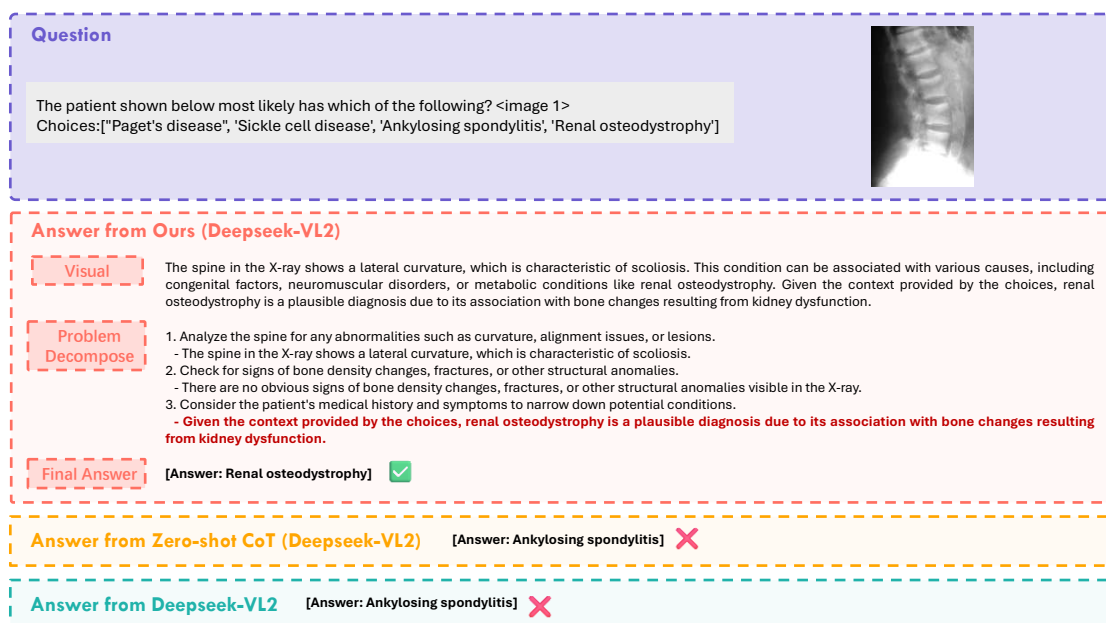 Question
The patient shown below most likely has which of the following? <image 1>
Choices:["Paget's disease", 'Sickle cell disease', 'Ankylosing spondylitis', 'Renal osteodystrophy']
Answer from Ours (Deepseek-VL2)
Visual
The spine in the X-ray shows a lateral curvature, which is characteristic of scoliosis. This condition can be associated with various causes, including
congenital factors, neuromuscular disorders, or metabolic conditions like renal osteodystrophy. Given the context provided by the choices, renal
osteodystrophy is a plausible diagnosis due to its association with bone changes resulting from kidney dysfunction.
Problem
Decompose
1. Analyze the spine for any abnormalities such as curvature, alignment issues, or lesions.
- The spine in the X-ray shows a lateral curvature, which is characteristic of scoliosis.
2. Check for signs of bone density changes, fractures, or other structural anomalies.
- There are no obvious signs of bone density changes, fractures, or other structural anomalies visible in the X-ray.
3. Consider the patient's medical history and symptoms to narrow down potential conditions.
- Given the context provided by the choices, renal osteodystrophy is a plausible diagnosis due to its association with bone changes resulting
from kidney dysfunction.
Final Answer
[Answer: Renal osteodystrophy]
Answer from Zero-shot CoT (Deepseek-VL2)
[Answer: Ankylosing spondylitis]
Answer from Deepseek-VL2
[Answer: Ankylosing spondylitis]